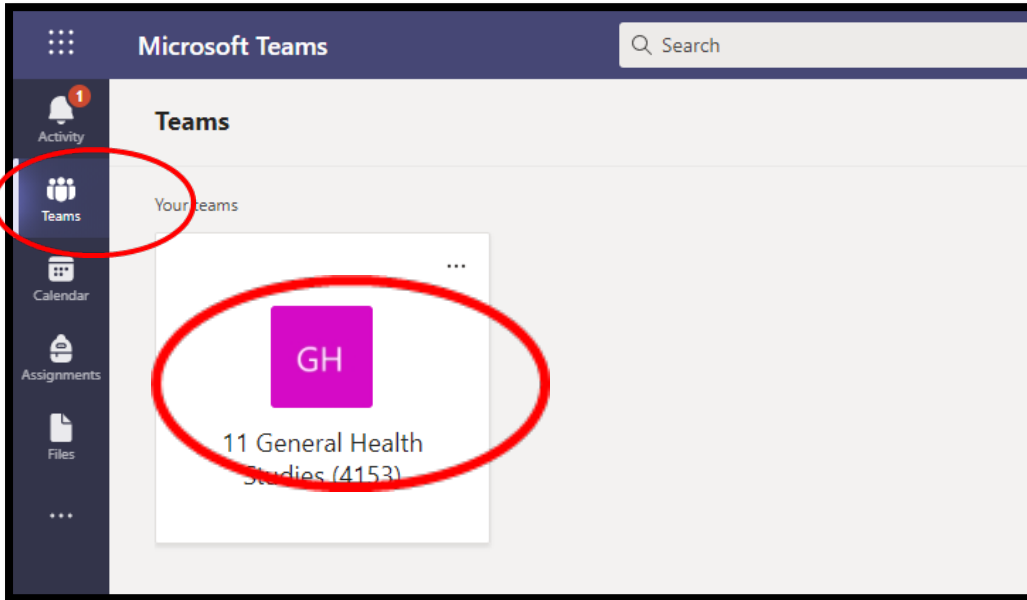 Microsoft Teams
Search
1
Activity
Teams
Teams
Your teams
Calendar
Assignments
Files
GH
11 General Health
Studies (4153)